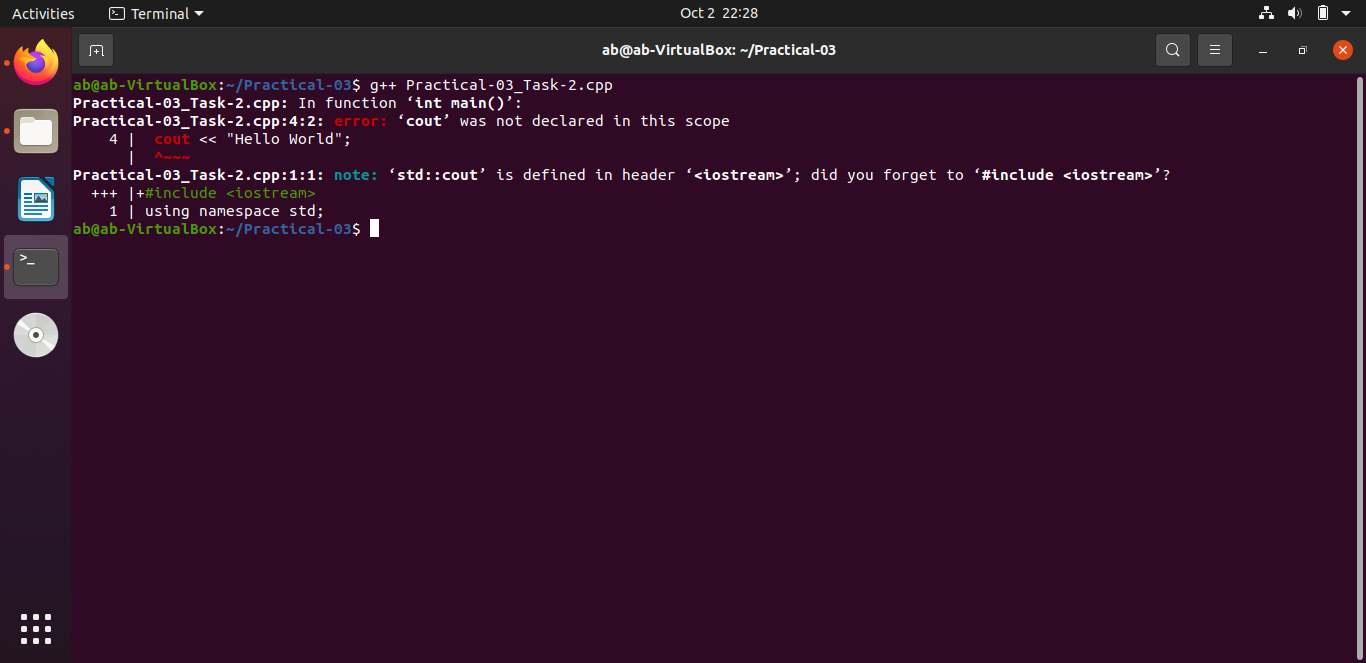 Activities
Terminal
Oct 2 22:28
ab@ab-VirtualBox: ~/Practical-03
ab@ab-VirtualBox:~/Practical-03$ g++ Practical-03_Task-2.cpp
Practical-03_Task-2.cpp: In function ‘int main()’:
Practical-03_Task-2.cpp:4:2: error: ‘cout’ was not declared in this scope
    4 |  cout << "Hello World";
      |  ^~~~
Practical-03_Task-2.cpp:1:1: note: ‘std::cout’ is defined in header ‘<iostream>’; did you forget to ‘#include <iostream>’?
  +++ |+#include <iostream>
    1 | using namespace std;
ab@ab-VirtualBox:~/Practical-03$